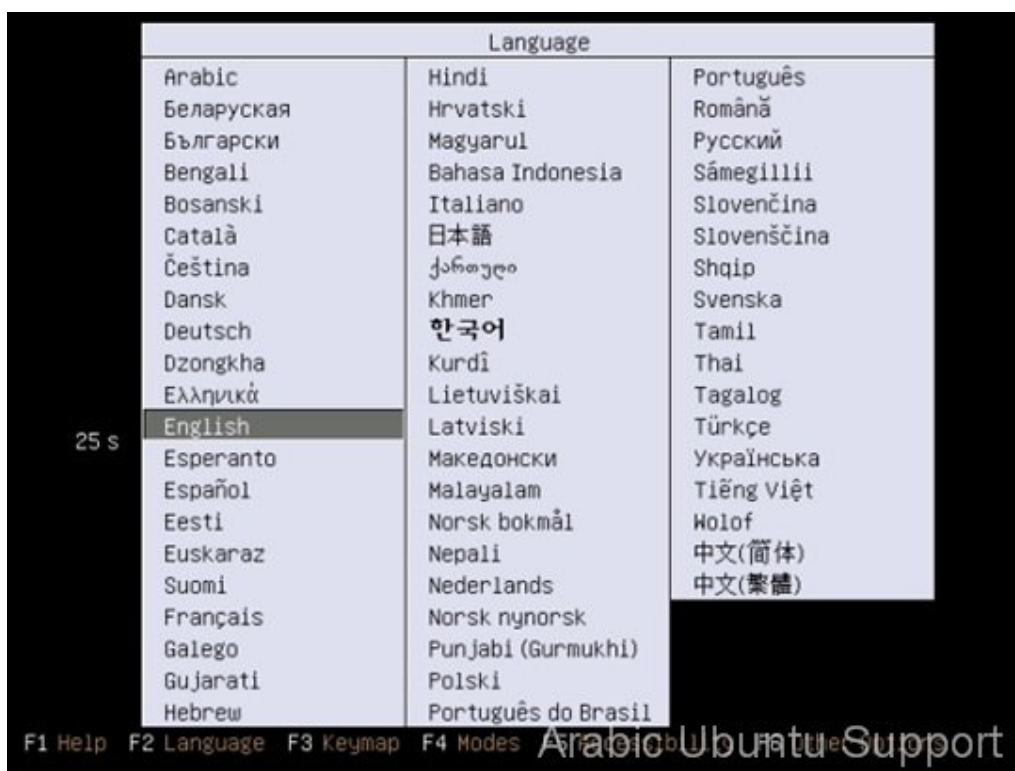 Language
Arabic
Беларуская
Български
Bengali
Bosanski
Català
Čeština
Dansk
Deutsch
Dzongkha
Ελληνικά
English
Esperanto
Español
Eesti
Euskaraz
Suomi
Français
Galego
Gujarati
Hebrew
Hindi
Hrvatski
Magyarul
Bahasa Indonesia
Italiano
日本語
ქართული
Khmer
한국어
Kurdî
Lietuviškai
Latviski
Македонски
Malayalam
Norsk bokmål
Nepali
Nederlands
Norsk nynorsk
Punjabi (Gurmukhi)
Polski
Português do Brasil
Português
Română
Русский
Sámegillii
Slovenčina
Slovenščina
Shqip
Svenska
Tamil
Thai
Tagalog
Türkçe
Українська
Tiếng Việt
Wolof
中文(简体)
中文(繁體)
25 s
F1 Help F2 Language F3 Keymap F4 Modes
Arabic Ubuntu Support